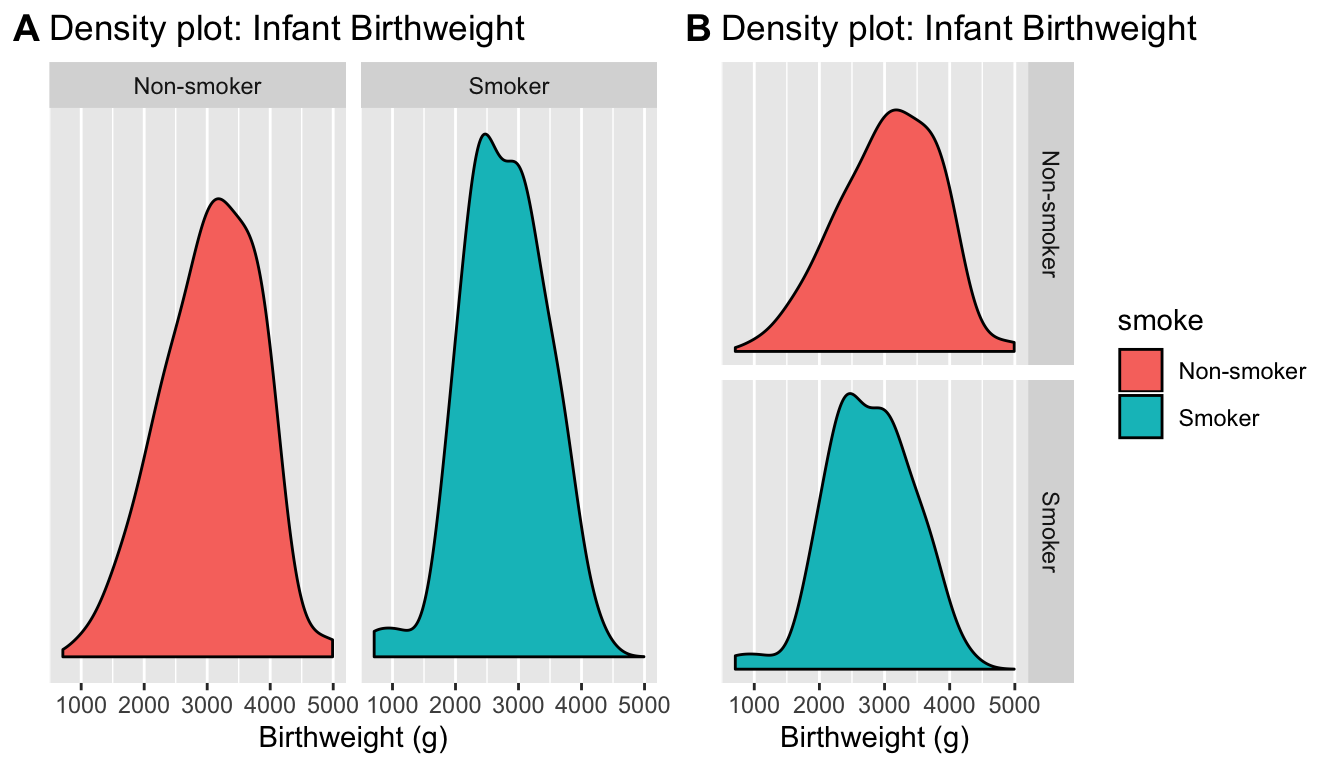 A Density plot: Infant Birthweight
Non-smoker
Smoker
1000 2000 3000 4000 5000
1000 2000 3000 4000 5000
Birthweight (g)
B Density plot: Infant Birthweight
Non-smoker
Smoker
1000 2000 3000 4000 5000
Birthweight (g)
smoke
Non-smoker
Smoker